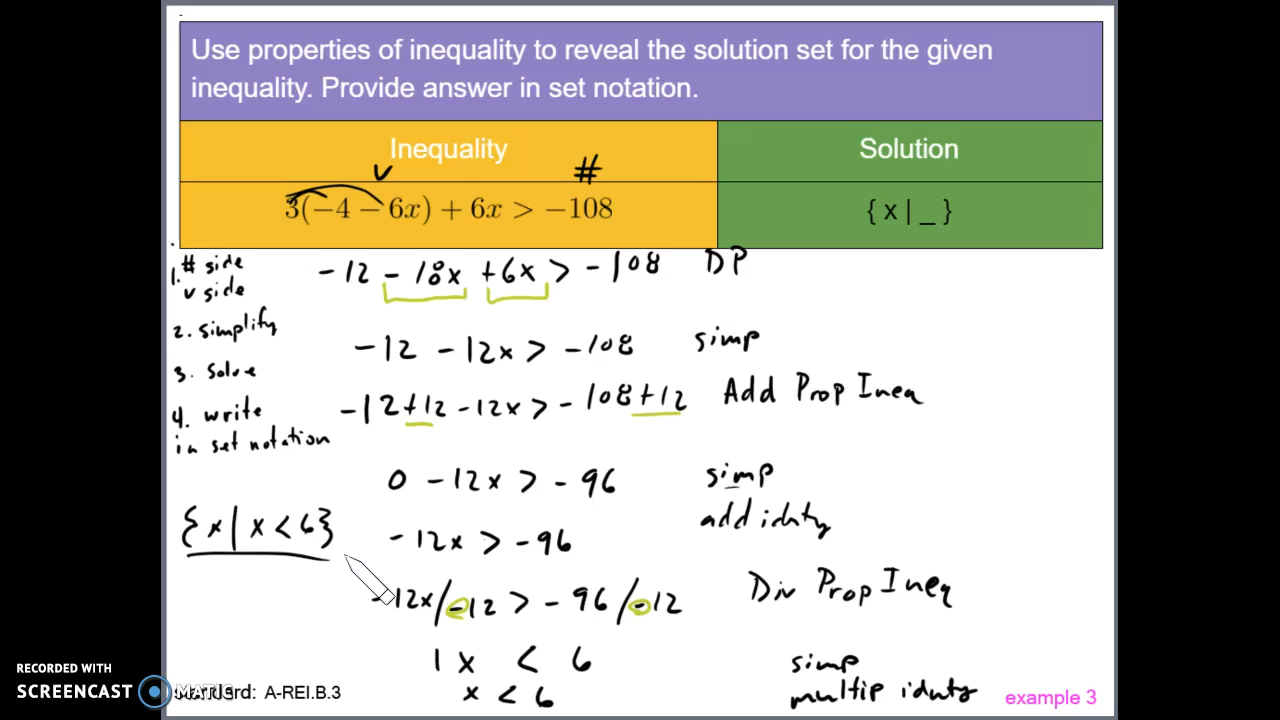 Use properties of inequality to reveal the solution set for the given
inequality. Provide answer in set notation.
Inequality
Solution
v #
3(−4 − 6x) + 6x > −108
{ x | _ }
1. # side
v side
-12 - 18x +6x > -108 DP
2. simplify
-12 - 12x > -108 simp
3. solve
-12+12 -12x > -108+12 Add Prop Ineq
4. write
in set notation
0 - 12x > -96 simp
add idnty
{x | x < 6}
-12x > -96
-12x/-12 > -96/-12 Div Prop Ineq
1x < 6 simp
x < 6 multip idnty
RECORDED WITH
SCREENCAST MATIC
A-REI.B.3
example 3